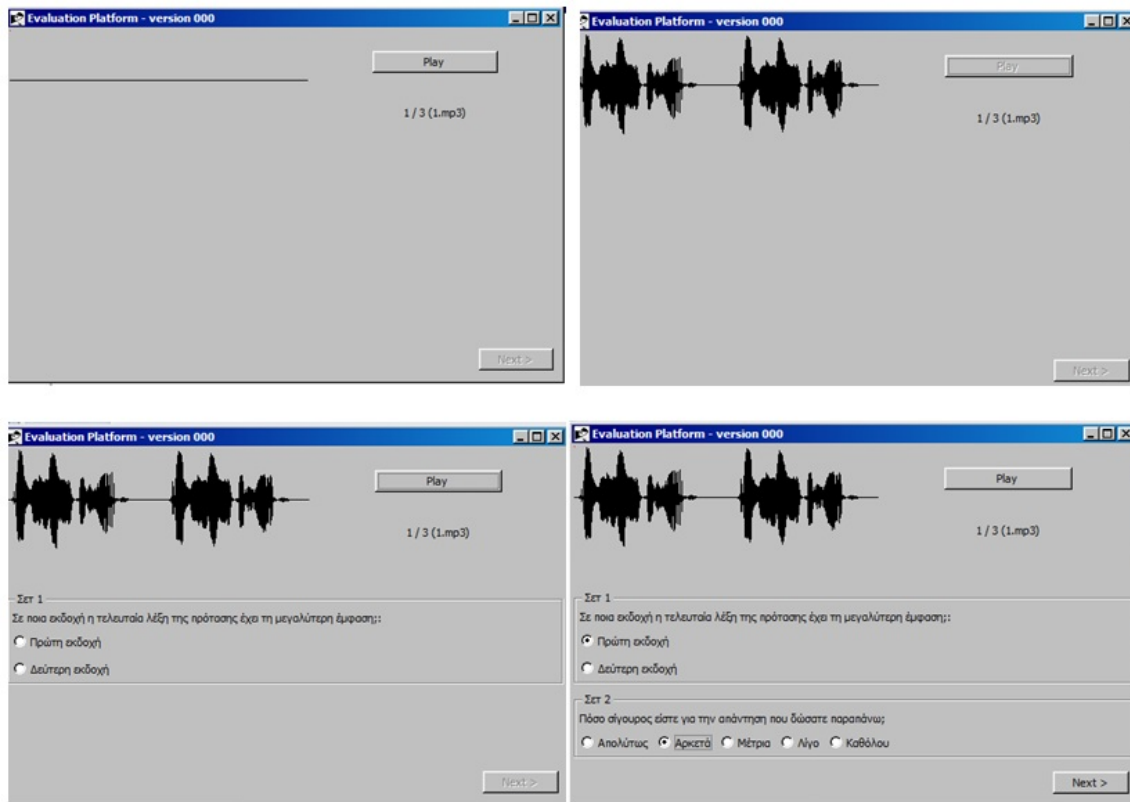 Evaluation Platform - version 000
Play
1 / 3 (1.mp3)
Next >
Evaluation Platform - version 000
Play
1 / 3 (1.mp3)
Next >
Evaluation Platform - version 000
Play
1 / 3 (1.mp3)
Σετ 1
Σε ποια εκδοχή η τελευταία λέξη της πρότασης έχει τη μεγαλύτερη έμφαση;:
Πρώτη εκδοχή
Δεύτερη εκδοχή
Next >
Evaluation Platform - version 000
Play
1 / 3 (1.mp3)
Σετ 1
Σε ποια εκδοχή η τελευταία λέξη της πρότασης έχει τη μεγαλύτερη έμφαση;:
Πρώτη εκδοχή
Δεύτερη εκδοχή
Σετ 2
Πόσο σίγουρος είστε για την απάντηση που δώσατε παραπάνω;
Απολύτως Αρκετά Μέτρια Λίγο Καθόλου
Next >